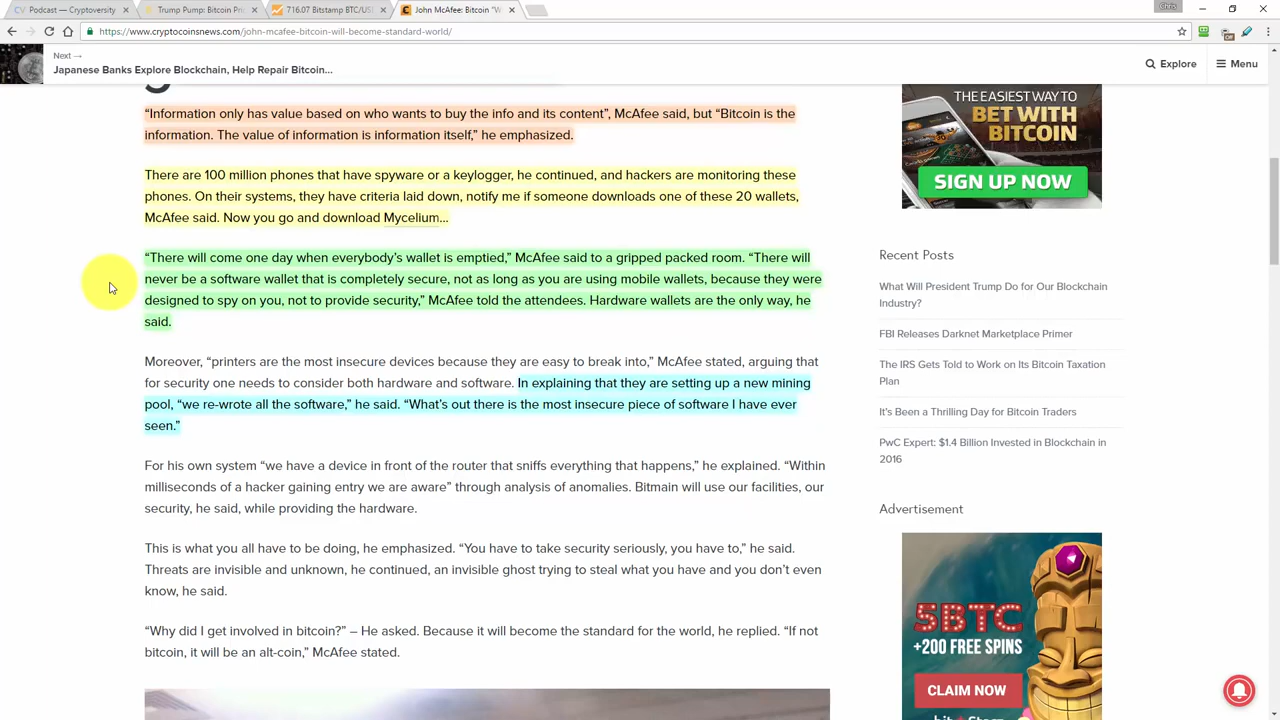 Podcast — Cryptoversity
Trump Pump: Bitcoin Pri
716.07 Bitstamp BTC/US
John McAfee: Bitcoin "W
Chris
https://www.cryptocoinsnews.com/john-mcafee-bitcoin-will-become-standard-world/
Next →
Japanese Banks Explore Blockchain, Help Repair Bitcoin...
Explore
Menu
“Information only has value based on who wants to buy the info and its content”, McAfee said, but “Bitcoin is the
information. The value of information is information itself,” he emphasized.
There are 100 million phones that have spyware or a keylogger, he continued, and hackers are monitoring these
phones. On their systems, they have criteria laid down, notify me if someone downloads one of these 20 wallets,
McAfee said. Now you go and download Mycelium…
“There will come one day when everybody’s wallet is emptied,” McAfee said to a gripped packed room. “There will
never be a software wallet that is completely secure, not as long as you are using mobile wallets, because they were
designed to spy on you, not to provide security,” McAfee told the attendees. Hardware wallets are the only way, he
said.
Moreover, “printers are the most insecure devices because they are easy to break into,” McAfee stated, arguing that
for security one needs to consider both hardware and software. In explaining that they are setting up a new mining
pool, “we re-wrote all the software,” he said. “What’s out there is the most insecure piece of software I have ever
seen.”
For his own system “we have a device in front of the router that sniffs everything that happens,” he explained. “Within
milliseconds of a hacker gaining entry we are aware” through analysis of anomalies. Bitmain will use our facilities, our
security, he said, while providing the hardware.
This is what you all have to be doing, he emphasized. “You have to take security seriously, you have to,” he said.
Threats are invisible and unknown, he continued, an invisible ghost trying to steal what you have and you don’t even
know, he said.
“Why did I get involved in bitcoin?” – He asked. Because it will become the standard for the world, he replied. “If not
bitcoin, it will be an alt-coin,” McAfee stated.
THE EASIEST WAY TO
BET WITH
BITCOIN
SIGN UP NOW
Recent Posts
What Will President Trump Do for Our Blockchain
Industry?
FBI Releases Darknet Marketplace Primer
The IRS Gets Told to Work on Its Bitcoin Taxation
Plan
It’s Been a Thrilling Day for Bitcoin Traders
PwC Expert: $1.4 Billion Invested in Blockchain in
2016
Advertisement
5BTC
+200 FREE SPINS
CLAIM NOW